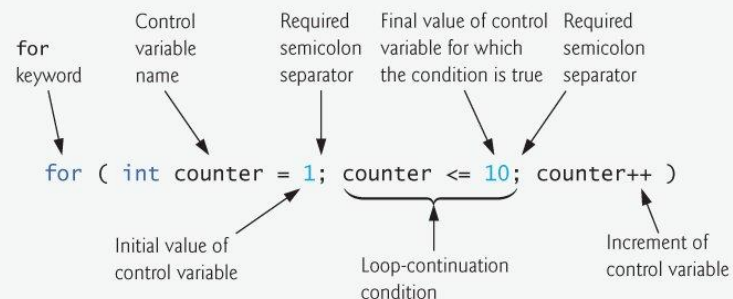 for
keyword
Control
variable
name
Required
semicolon
separator
Final value of control
variable for which
the condition is true
Required
semicolon
separator
for ( int counter = 1; counter <= 10; counter++ )
Initial value of
control variable
Loop-continuation
condition
Increment of
control variable